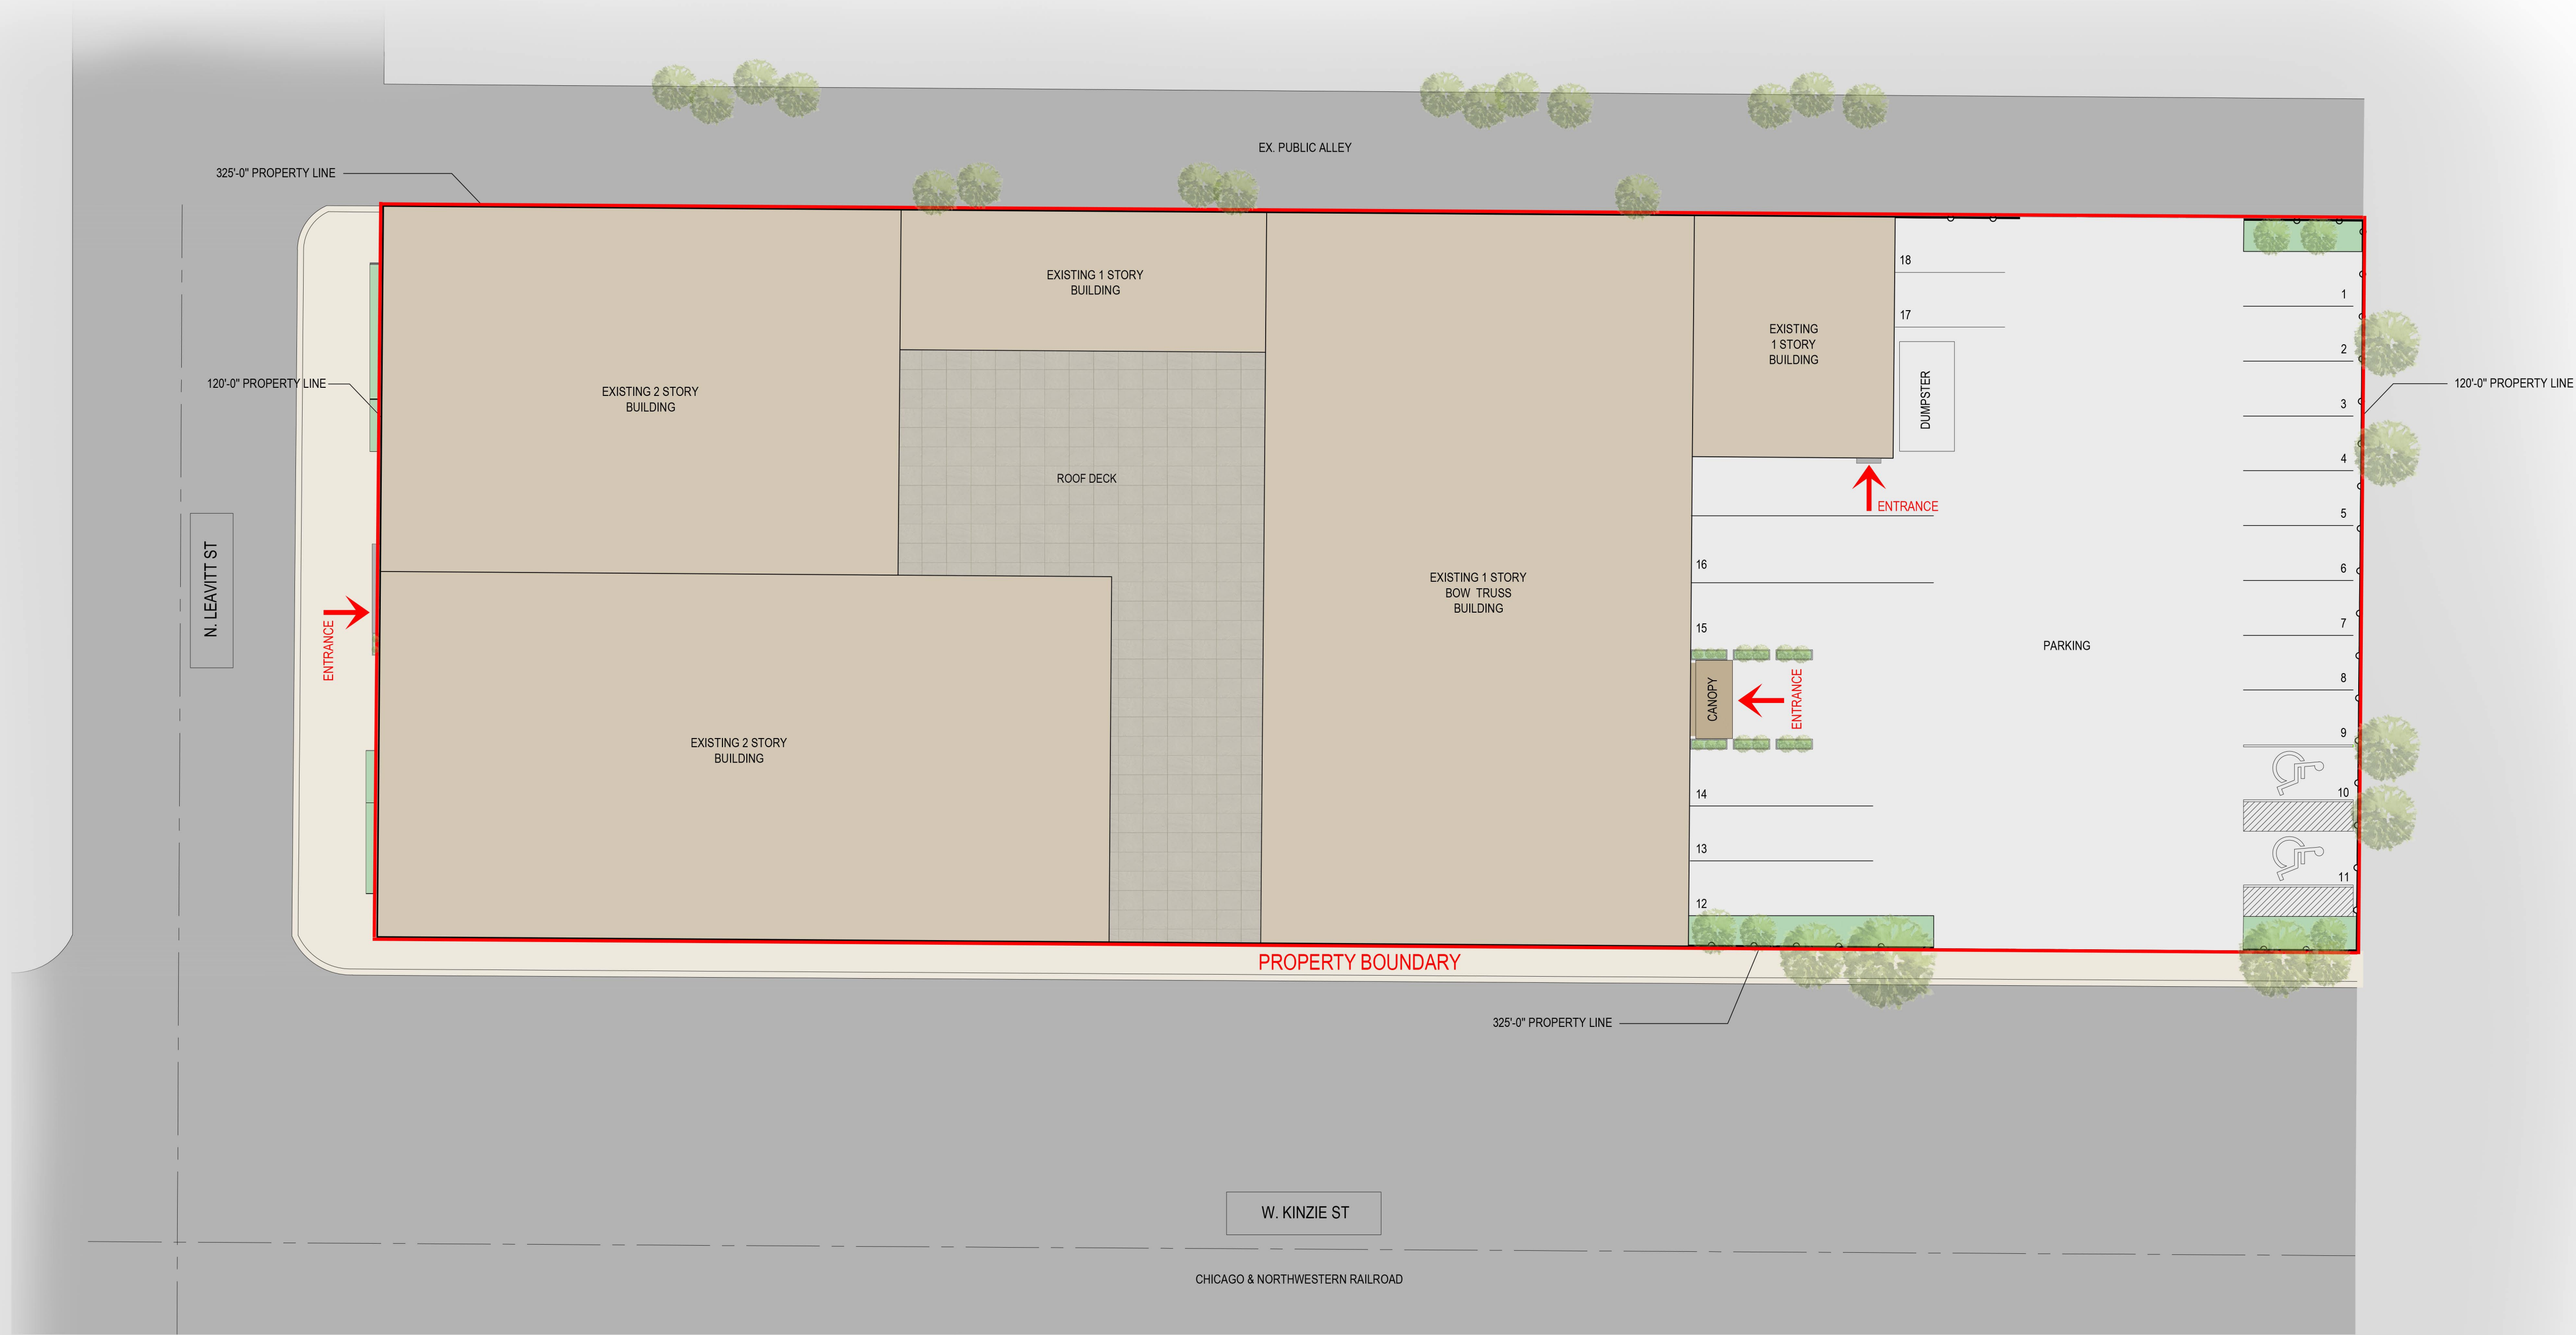 EX. PUBLIC ALLEY
325'-0" PROPERTY LINE
120'-0" PROPERTY LINE
N. LEAVITT ST
ENTRANCE
EXISTING 2 STORY
BUILDING
EXISTING 2 STORY
BUILDING
EXISTING 1 STORY
BUILDING
ROOF DECK
EXISTING 1 STORY
BOW TRUSS
BUILDING
EXISTING
1 STORY
BUILDING
18
17
DUMPSTER
ENTRANCE
16
15
CANOPY
ENTRANCE
14
13
12
PARKING
1
2
3
4
5
6
7
8
9
10
11
120'-0" PROPERTY LINE
PROPERTY BOUNDARY
325'-0" PROPERTY LINE
W. KINZIE ST
CHICAGO & NORTHWESTERN RAILROAD